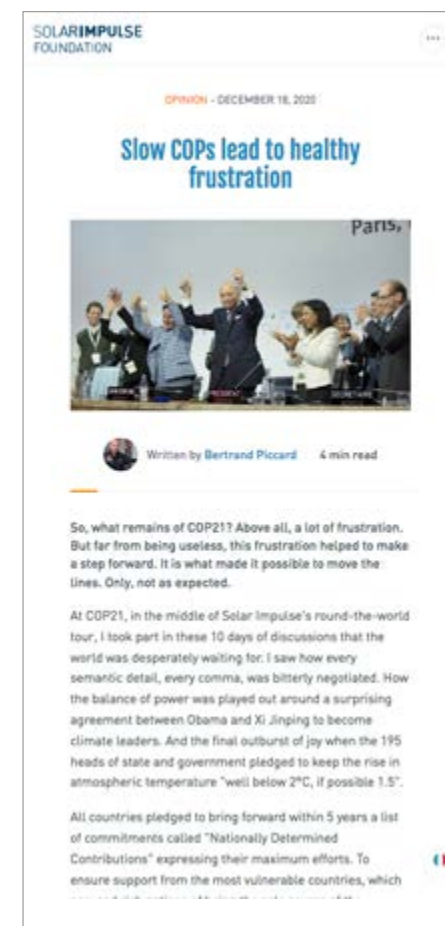 SOLARIMPULSE
FOUNDATION
OPINION - DECEMBER 18, 2020
Slow COPs lead to healthy
frustration
Paris,
PRESIDENT
SECRETAIRE
Written by Bertrand Piccard 4 min read
So, what remains of COP21? Above all, a lot of frustration.
But far from being useless, this frustration helped to make
a step forward. It is what made it possible to move the
lines. Only, not as expected.
At COP21, in the middle of Solar Impulse's round-the-world
tour, I took part in these 10 days of discussions that the
world was desperately waiting for. I saw how every
semantic detail, every comma, was bitterly negotiated. How
the balance of power was played out around a surprising
agreement between Obama and Xi Jinping to become
climate leaders. And the final outburst of joy when the 195
heads of state and government pledged to keep the rise in
atmospheric temperature "well below 2°C, if possible 1.5".
All countries pledged to bring forward within 5 years a list
of commitments called "Nationally Determined
Contributions" expressing their maximum efforts. To
ensure support from the most vulnerable countries, which